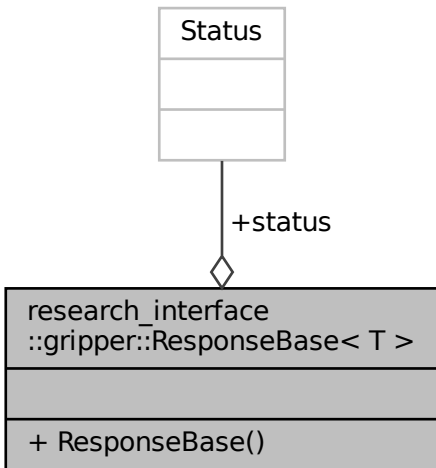 Status
+status
research_interface
::gripper::ResponseBase< T >
+ ResponseBase()